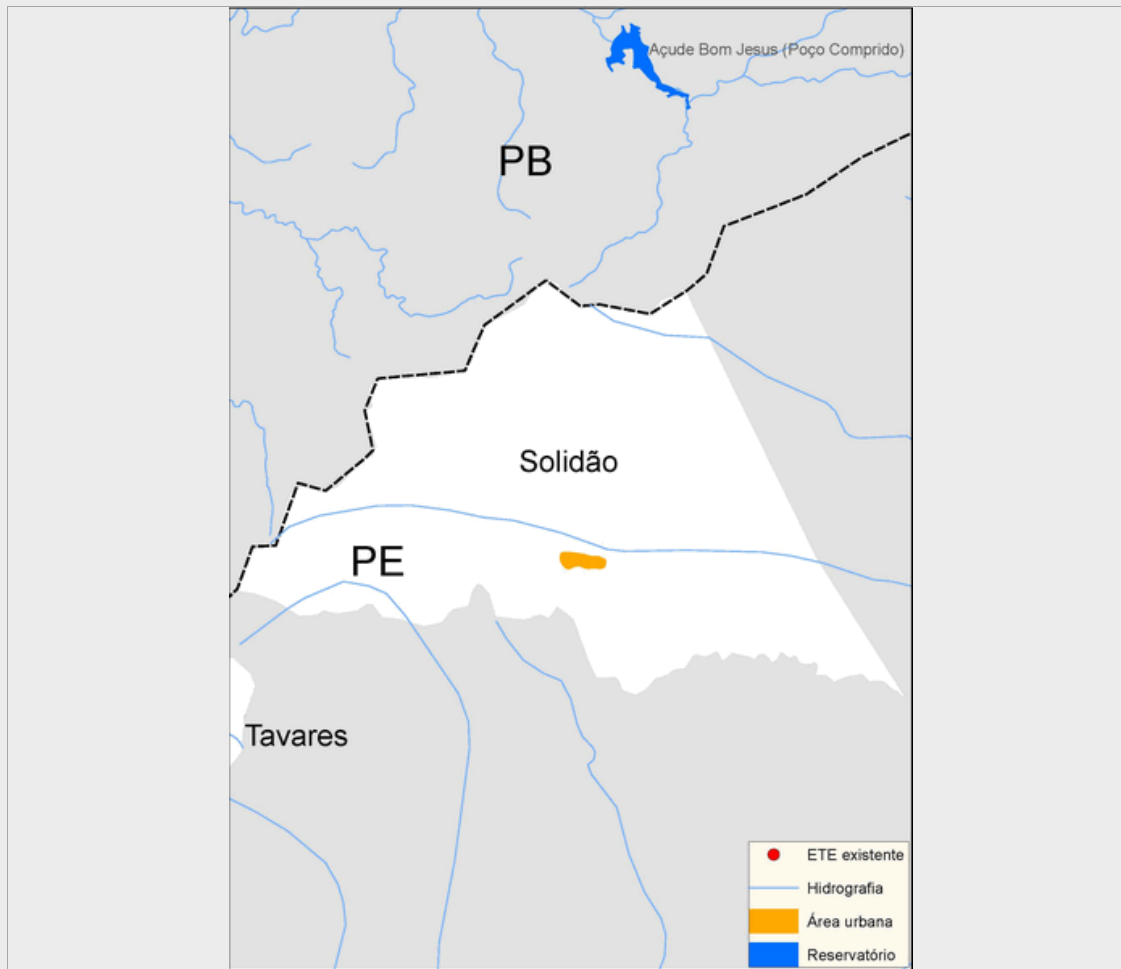 Açude Bom Jesus (Poço Comprido)
PB
Solidão
PE
Tavares
ETE existente
Hidrografia
Área urbana
Reservatório